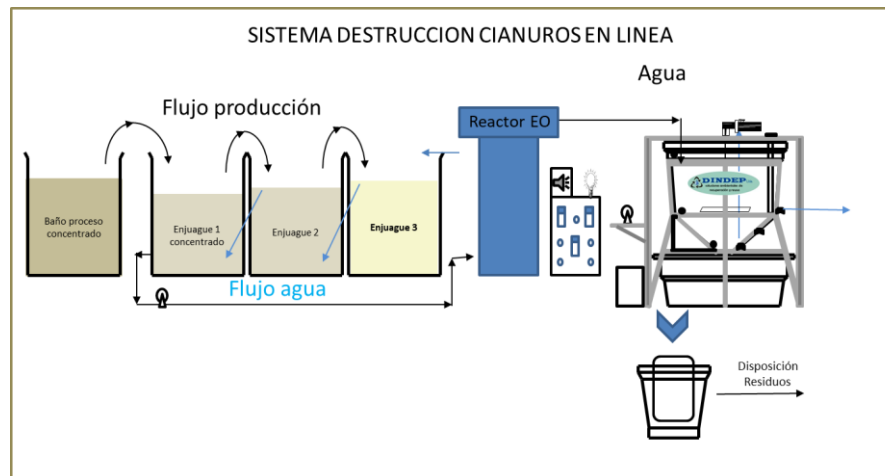 SISTEMA DESTRUCCION CIANUROS EN LINEA
Agua
Flujo producción
Reactor EO
DINDEP
Baño proceso
concentrado
Enjuague 1
concentrado
Enjuague 2
Enjuague 3
Flujo agua
Disposición
Residuos